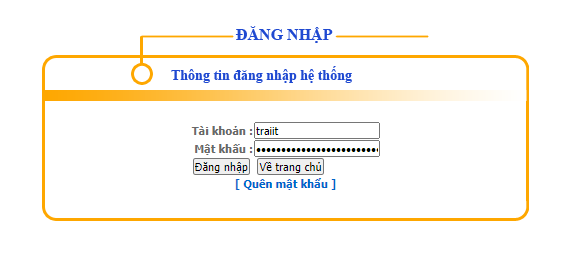 ĐĂNG NHẬP
Thông tin đăng nhập hệ thống
Tài khoản : traiit
Mật khẩu : •••••••••••••••••••••••••
Đăng nhập Về trang chủ
[ Quên mật khẩu ]